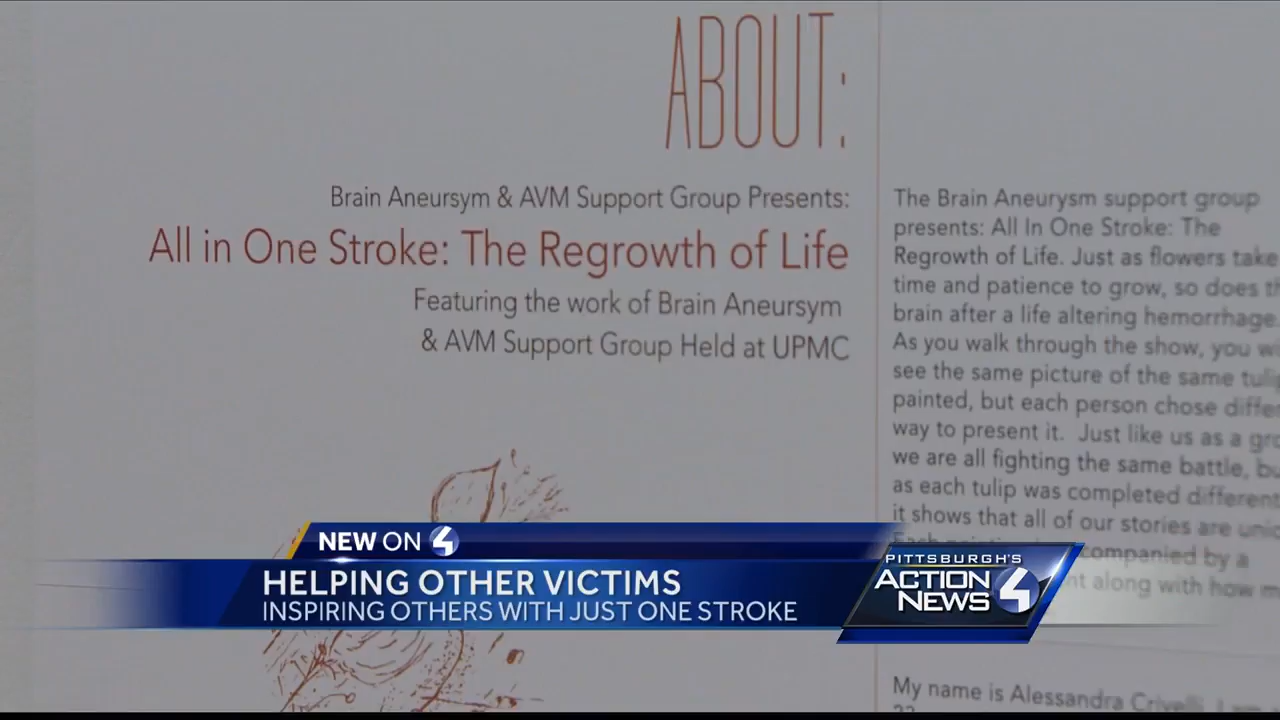 ABOUT:
Brain Aneursym & AVM Support Group Presents:
All in One Stroke: The Regrowth of Life
Featuring the work of Brain Aneursym
& AVM Support Group Held at UPMC
The Brain Aneurysm support group
presents: All In One Stroke: The
Regrowth of Life. Just as flowers take
time and patience to grow, so does
brain after a life altering hemorrhage.
As you walk through the show, you
see the same picture of the same
painted, but each person chose
way to present it. Just like us as a
we are all fighting the same battle,
as each tulip was completed
it shows that all of our stories are
companied by a
along with how
My name is Alessandra Crivelli. I am
NEW ON 4
HELPING OTHER VICTIMS
INSPIRING OTHERS WITH JUST ONE STROKE
PITTSBURGH'S
ACTION
NEWS 4